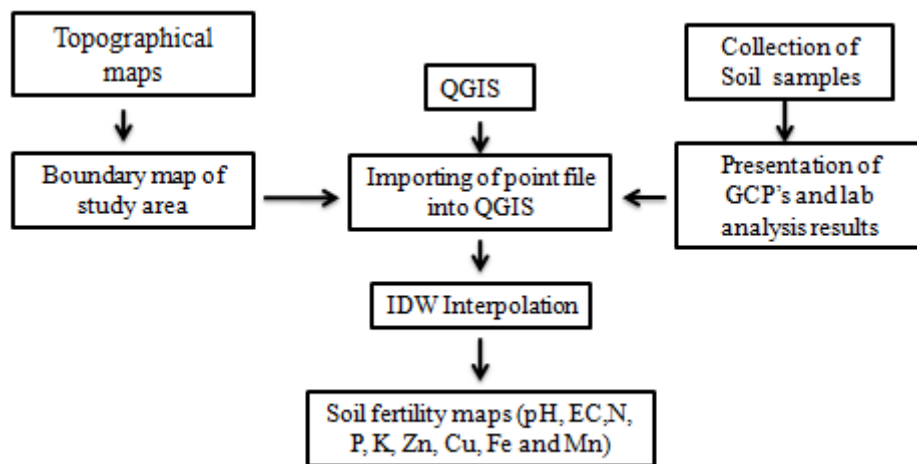 Topographical
maps
QGIS
Collection of
Soil samples
Boundary map of
study area
Importing of point file
into QGIS
Presentation of
GCP's and lab
analysis results
IDW Interpolation
Soil fertility maps (pH, EC,N,
P, K, Zn, Cu, Fe and Mn)